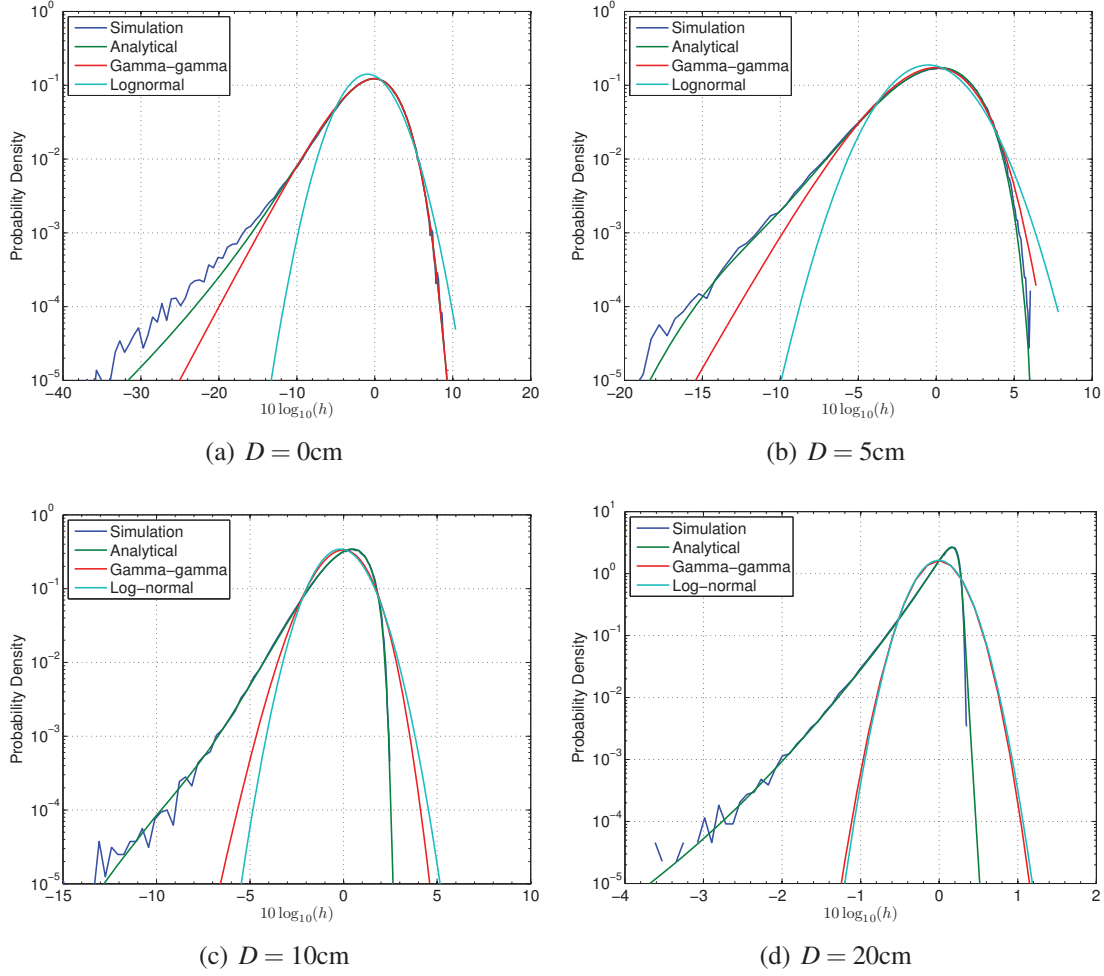 Simulation
Analytical
Gamma-gamma
Lognormal
Probability Density
10^0
10^-1
10^-2
10^-3
10^-4
10^-5
-40 -30 -20 -10 0 10 20
10 log10(h)
(a) D = 0cm
Simulation
Analytical
Gamma-gamma
Lognormal
Probability Density
10^0
10^-1
10^-2
10^-3
10^-4
10^-5
-20 -15 -10 -5 0 5 10
10 log10(h)
(b) D = 5cm
Simulation
Analytical
Gamma-gamma
Log-normal
Probability Density
10^0
10^-1
10^-2
10^-3
10^-4
10^-5
-15 -10 -5 0 5 10
10 log10(h)
(c) D = 10cm
Simulation
Analytical
Gamma-gamma
Log-normal
Probability Density
10^1
10^0
10^-1
10^-2
10^-3
10^-4
10^-5
-4 -3 -2 -1 0 1 2
10 log10(h)
(d) D = 20cm